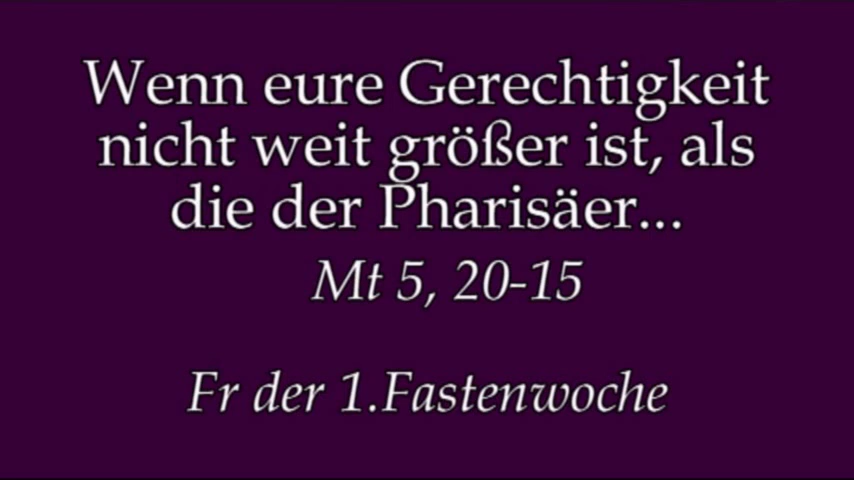 Wenn eure Gerechtigkeit
nicht weit größer ist, als
die der Pharisäer...
Mt 5, 20-15
Fr der 1.Fastenwoche